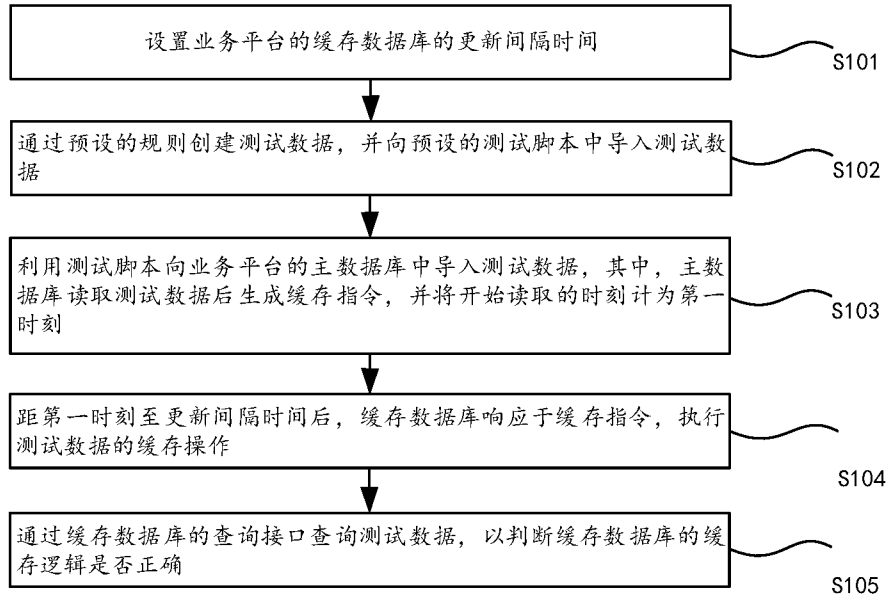 设置业务平台的缓存数据库的更新间隔时间
S101
通过预设的规则创建测试数据，并向预设的测试脚本中导入测试数
据
S102
利用测试脚本向业务平台的主数据库中导入测试数据，其中，主数
据库读取测试数据后生成缓存指令，并将开始读取的时刻计为第一
时刻
S103
距第一时刻至更新间隔时间后，缓存数据库响应于缓存指令，执行
测试数据的缓存操作
S104
通过缓存数据库的查询接口查询测试数据，以判断缓存数据库的缓
存逻辑是否正确
S105